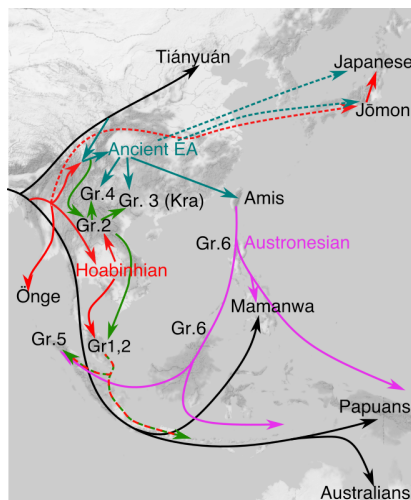 Tiányuán
Japanese
Jōmon
Ancient EA
Gr.4
Gr. 3 (Kra)
Amis
Gr.2
Gr.6
Austronesian
Hoabinhian
Önge
Mamanwa
Gr.6
Gr.5
Gr1,2
Papuans
Australians